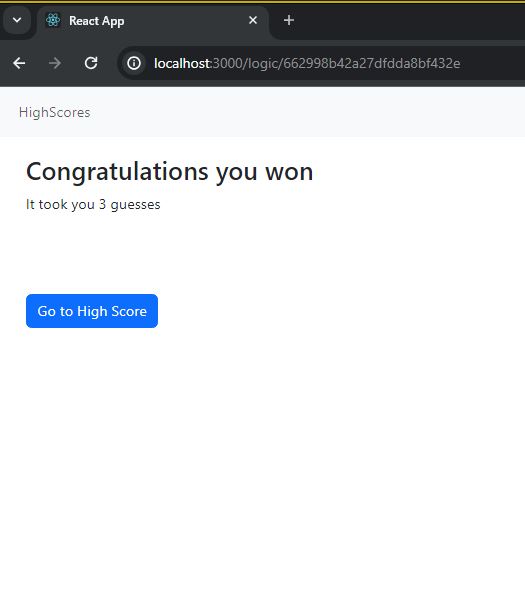 React App
localhost:3000/logic/662998b42a27dfdda8bf432e
HighScores
Congratulations you won
It took you 3 guesses
Go to High Score